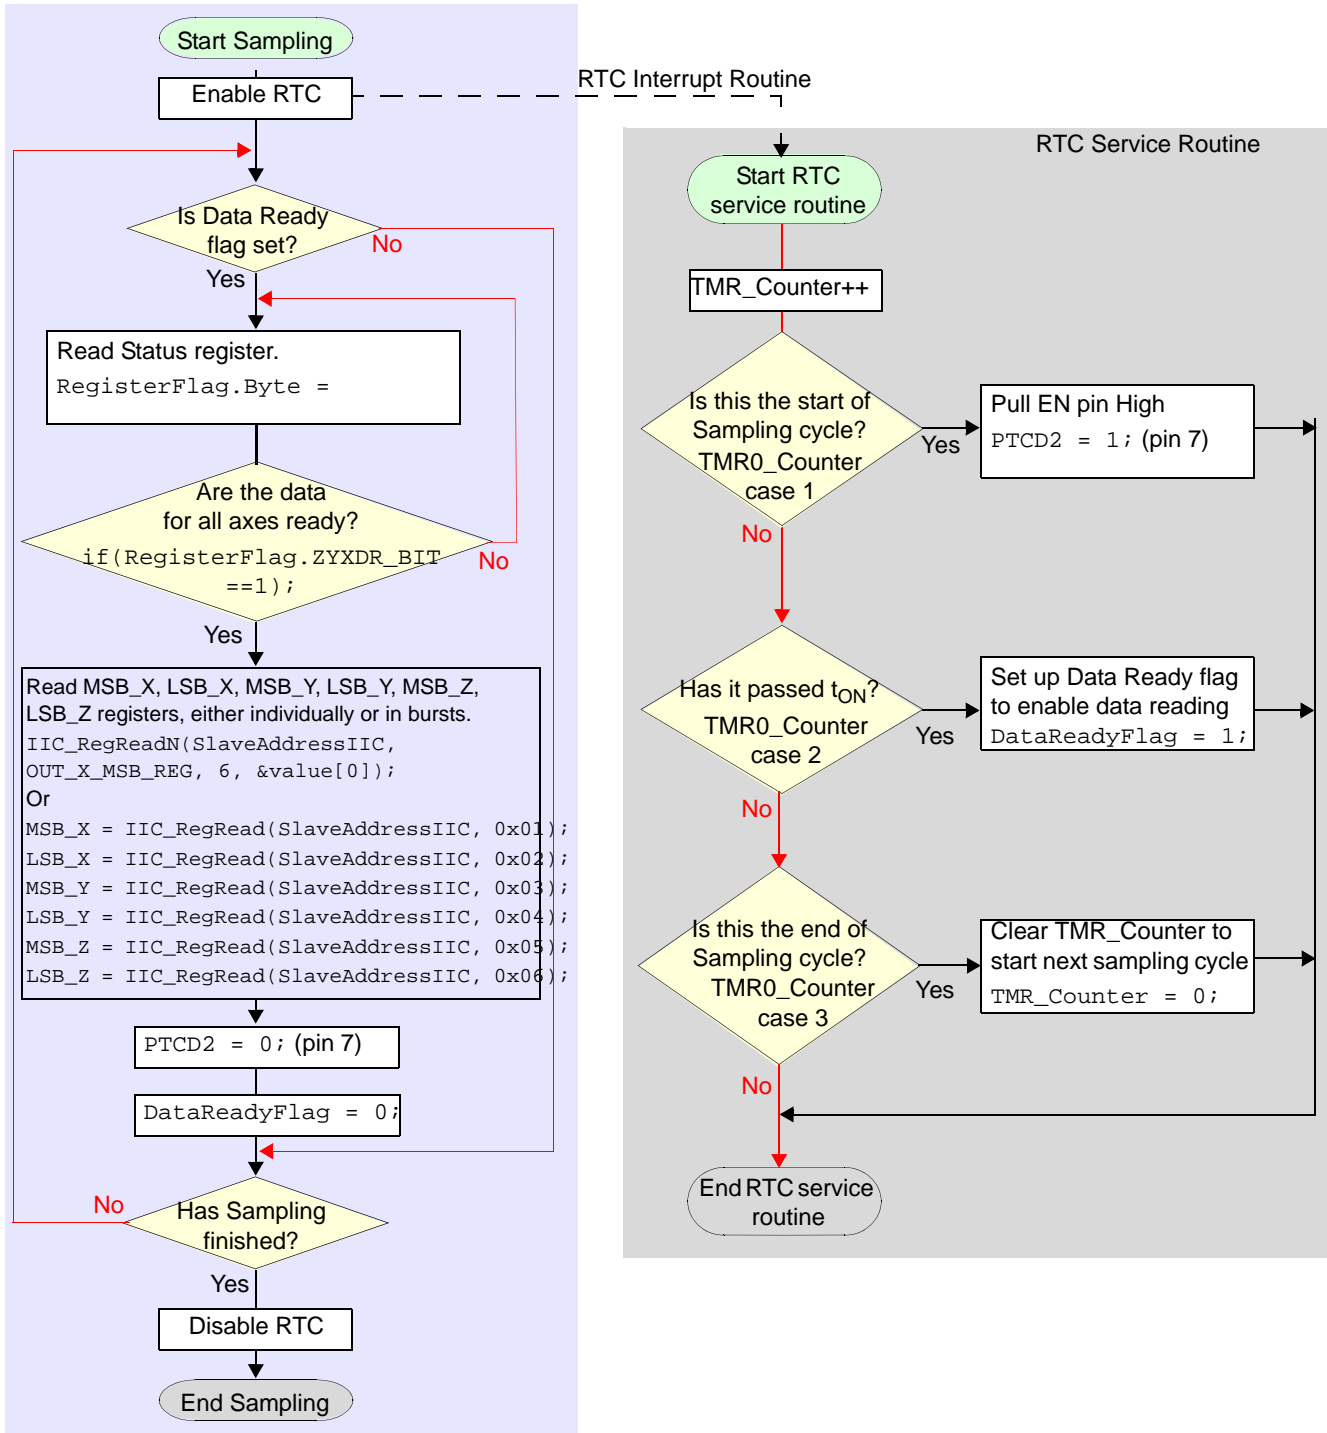 Start Sampling
Enable RTC
Is Data Ready
flag set?
No
Yes
Read Status register.
RegisterFlag.Byte =
Are the data
for all axes ready?
if(RegisterFlag.ZYXDR_BIT
==1);
No
Yes
Read MSB_X, LSB_X, MSB_Y, LSB_Y, MSB_Z,
LSB_Z registers, either individually or in bursts.
IIC_RegReadN(SlaveAddressIIC,
OUT_X_MSB_REG, 6, &value[0]);
Or
MSB_X = IIC_RegRead(SlaveAddressIIC, 0x01);
LSB_X = IIC_RegRead(SlaveAddressIIC, 0x02);
MSB_Y = IIC_RegRead(SlaveAddressIIC, 0x03);
LSB_Y = IIC_RegRead(SlaveAddressIIC, 0x04);
MSB_Z = IIC_RegRead(SlaveAddressIIC, 0x05);
LSB_Z = IIC_RegRead(SlaveAddressIIC, 0x06);
PTCD2 = 0; (pin 7)
DataReadyFlag = 0;
No
Has Sampling
finished?
Yes
Disable RTC
End Sampling
RTC Interrupt Routine
RTC Service Routine
Start RTC
service routine
TMR_Counter++
Is this the start of
Sampling cycle?
TMR0_Counter
case 1
Yes
Pull EN pin High
PTCD2 = 1; (pin 7)
No
Has it passed tON?
TMR0_Counter
case 2
Yes
Set up Data Ready flag
to enable data reading
DataReadyFlag = 1;
No
Is this the end of
Sampling cycle?
TMR0_Counter
case 3
Yes
Clear TMR_Counter to
start next sampling cycle
TMR_Counter = 0;
No
End RTC service
routine